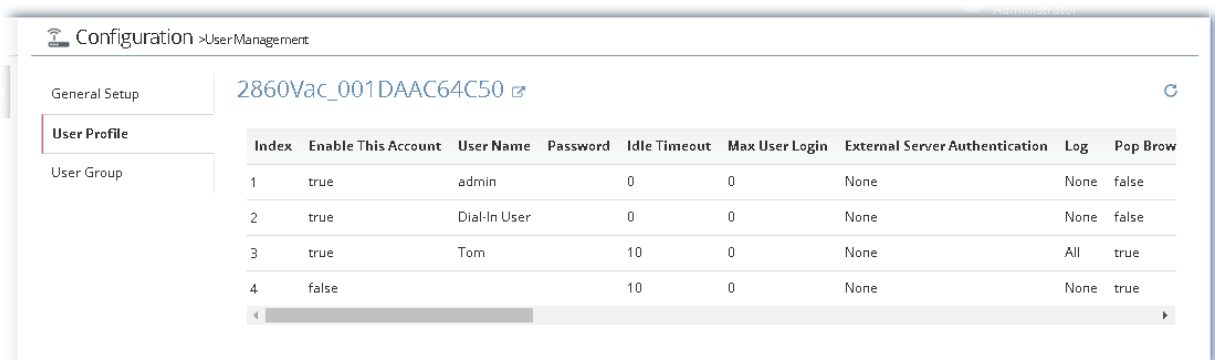 Administrator
Configuration >User Management
General Setup
User Profile
User Group
2860Vac_001DAAC64C50
Index Enable This Account User Name Password Idle Timeout Max User Login External Server Authentication Log Pop Brow
1 true admin 0 0 None None false
2 true Dial-In User 0 0 None None false
3 true Tom 10 0 None All true
4 false 10 0 None None true